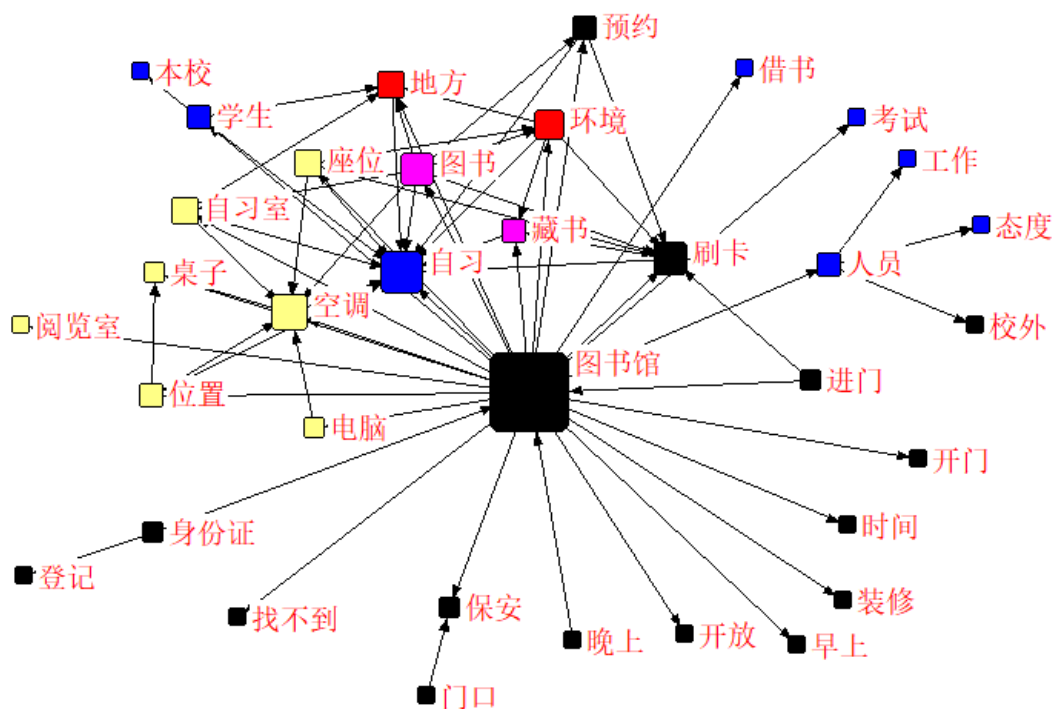 预约
本校
地方
借书
学生
环境
考试
座位
图书
工作
自习室
藏书
态度
自习
刷卡
人员
桌子
空调
校外
阅览室
图书馆
进门
位置
电脑
开门
身份证
时间
登记
找不到
保安
晚上
开放
早上
装修
门口